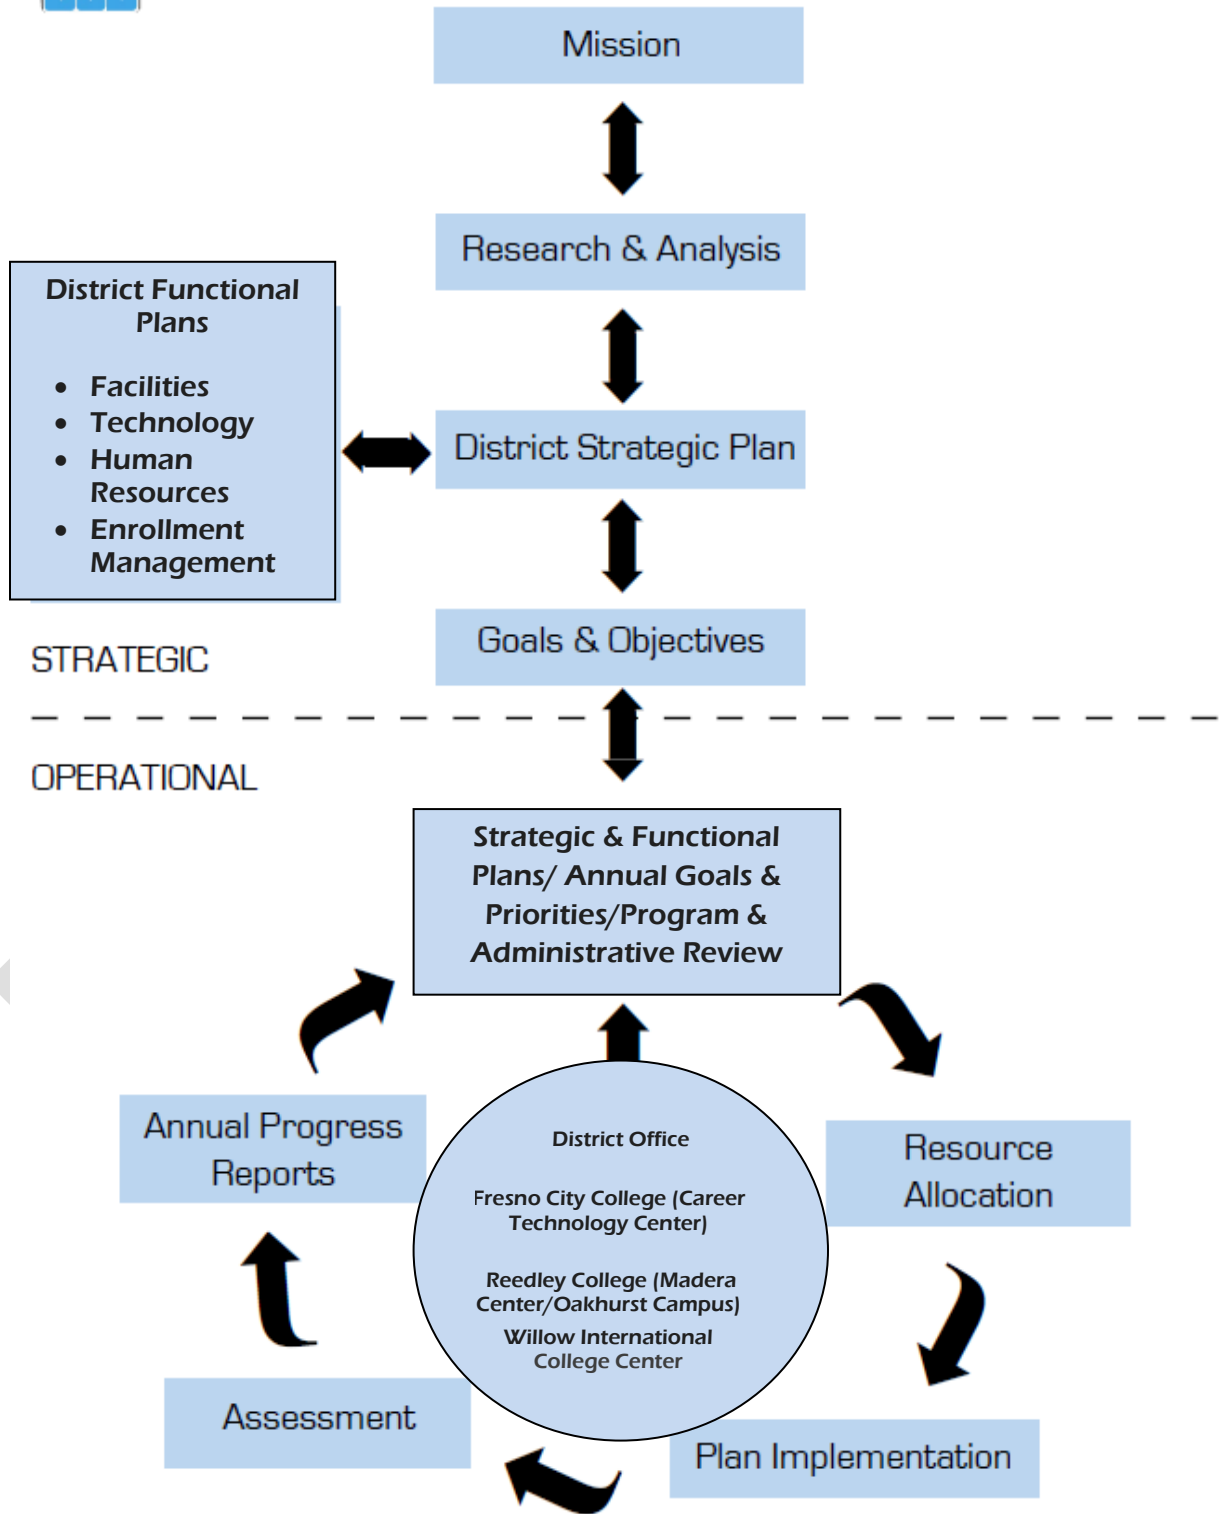 Mission
Research & Analysis
District Functional
Plans
• Facilities
• Technology
• Human
Resources
• Enrollment
Management
District Strategic Plan
Goals & Objectives
STRATEGIC
OPERATIONAL
Strategic & Functional
Plans/ Annual Goals &
Priorities/Program &
Administrative Review
Annual Progress
Reports
District Office
Fresno City College (Career
Technology Center)
Reedley College (Madera
Center/Oakhurst Campus)
Willow International
College Center
Resource
Allocation
Assessment
Plan Implementation